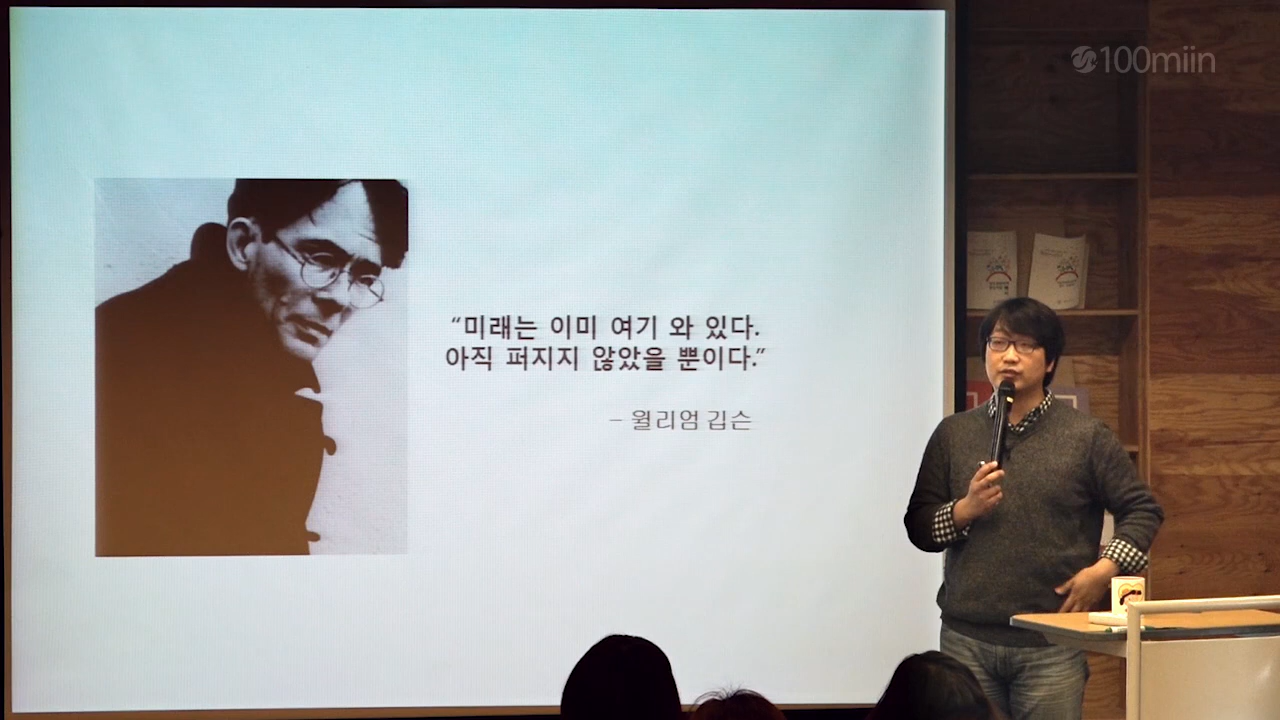 100miin
“미래는 이미 여기 와 있다.
아직 퍼지지 않았을 뿐이다.”
– 월리엄 깁슨